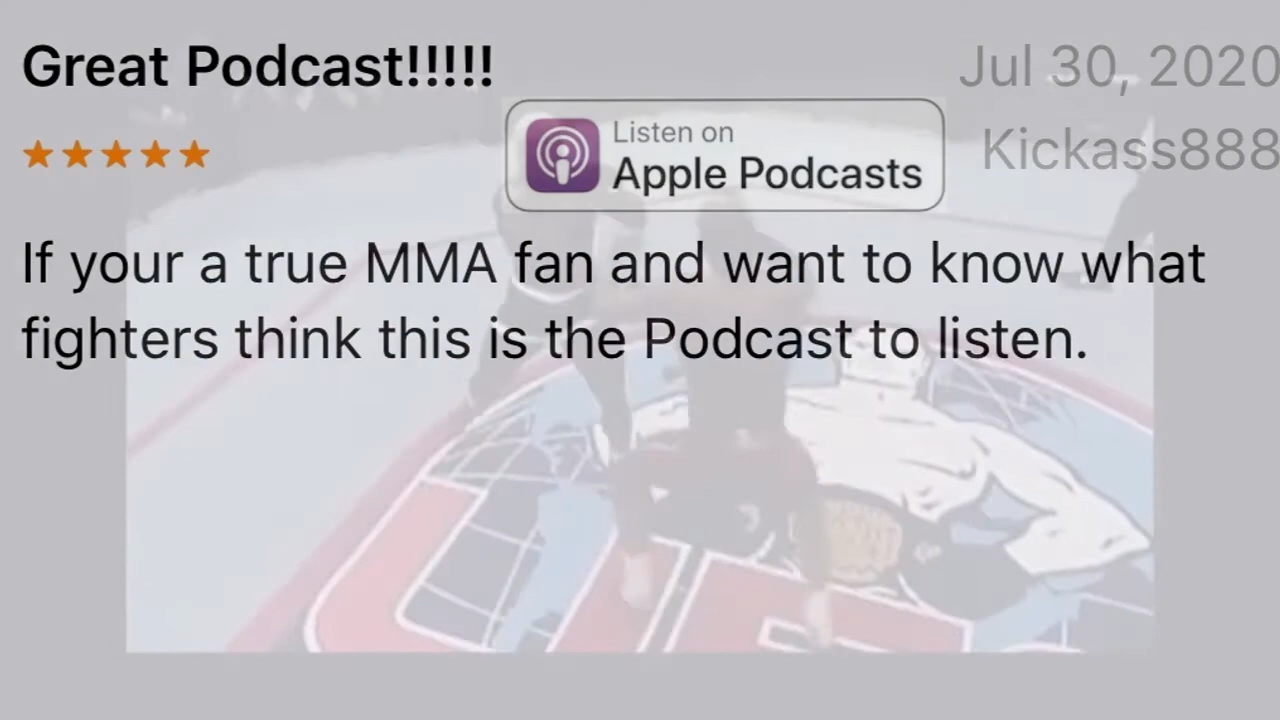 Great Podcast!!!!!
Jul 30, 2020
Listen on
Apple Podcasts
Kickass888
If your a true MMA fan and want to know what
fighters think this is the Podcast to listen.